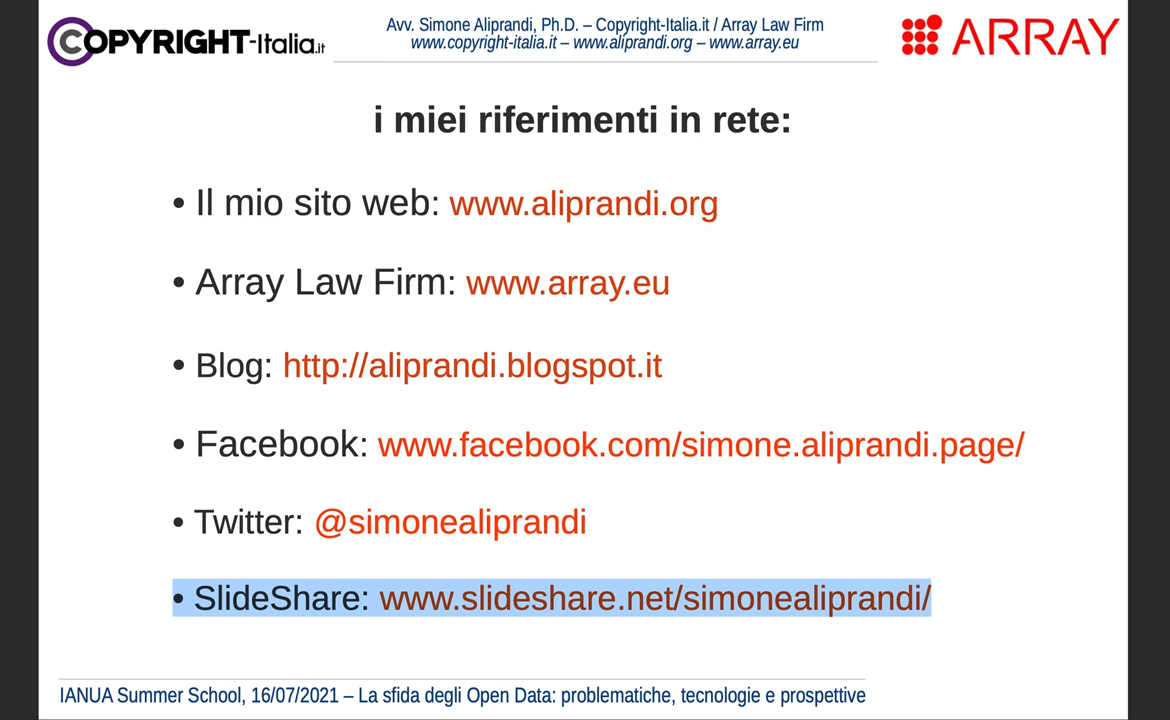 COPYRIGHT-Italia.it
Avv. Simone Aliprandi, Ph.D. – Copyright-Italia.it / Array Law Firm
www.copyright-italia.it – www.aliprandi.org – www.array.eu
ARRAY
i miei riferimenti in rete:
• Il mio sito web: www.aliprandi.org
• Array Law Firm: www.array.eu
• Blog: http://aliprandi.blogspot.it
• Facebook: www.facebook.com/simone.aliprandi.page/
• Twitter: @simonealiprandi
• SlideShare: www.slideshare.net/simonealiprandi/
IANUA Summer School, 16/07/2021 – La sfida degli Open Data: problematiche, tecnologie e prospettive